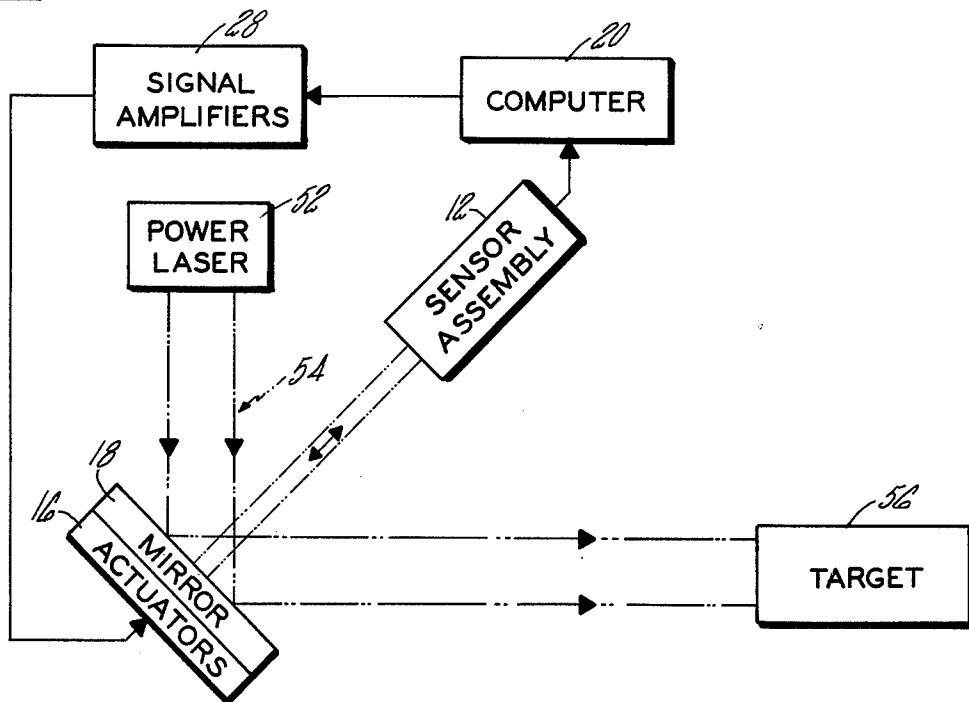 28
20
SIGNAL
AMPLIFIERS
COMPUTER
52
12
POWER
LASER
SENSOR
ASSEMBLY
54
18
16
MIRROR
ACTUATORS
56
TARGET